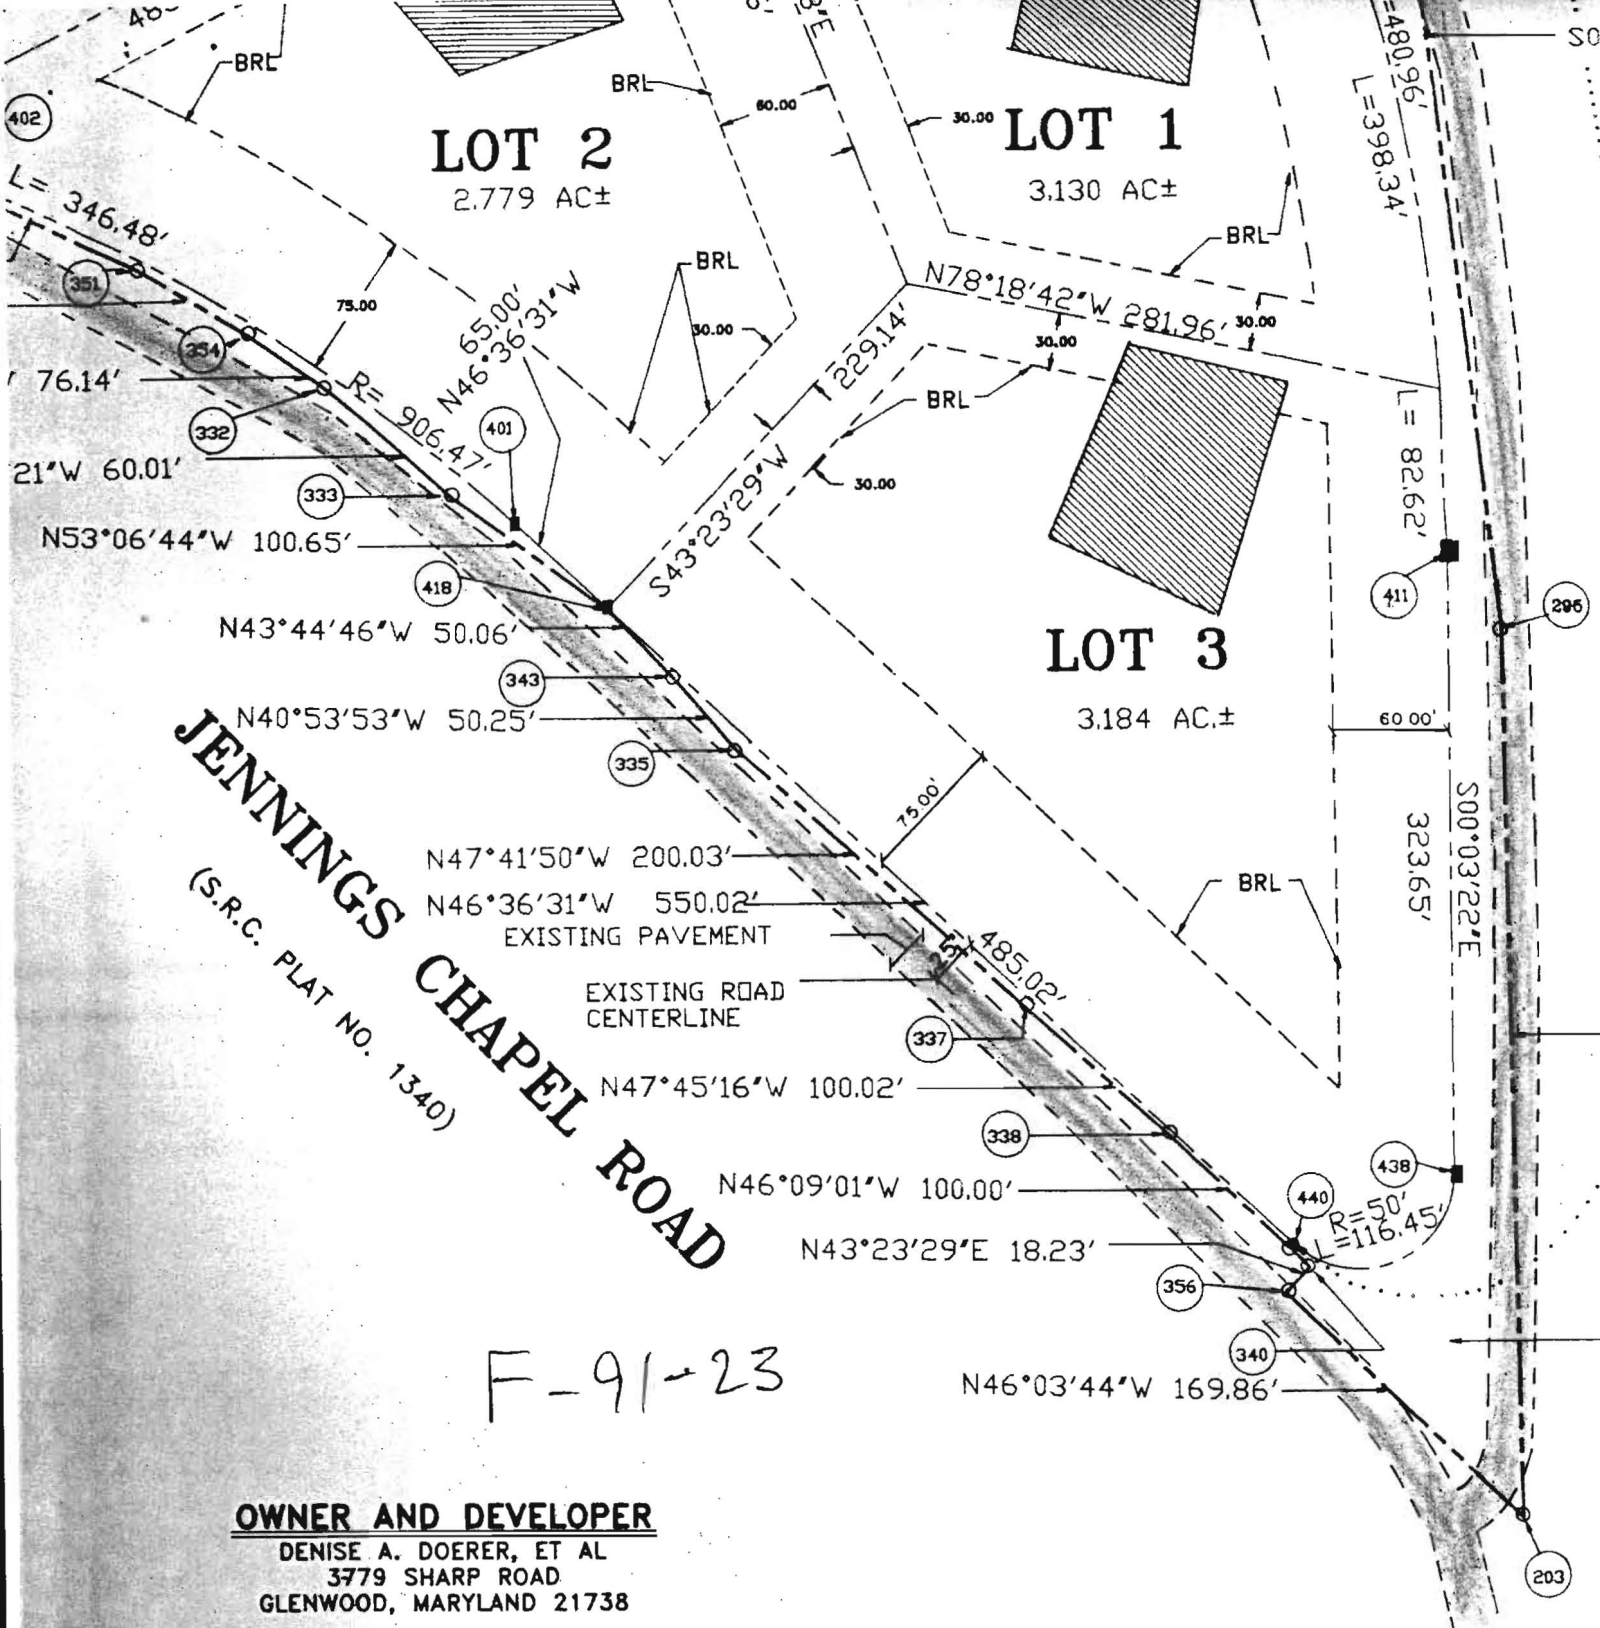 BRL
402
L= 346.48'
351
354
LOT 2
2.779 AC±
BRL
60.00
30.00
LOT 1
3.130 AC±
BRL
=480.96'
L=398.34'
BRL
30.00
75.00
65.00'
N46°36'31"W
R= 906.47'
401
N78°18'42"W 281.96'
30.00
30.00
229.14'
BRL
S43°23'29"W
30.00
L= 82.62'
411
295
76.14'
332
21"W 60.01'
333
N53°06'44"W 100.65'
418
N43°44'46"W 50.06'
343
N40°53'53"W 50.25'
335
LOT 3
3.184 AC.±
60.00'
S00°03'22"E
323.65'
75.00'
BRL
N47°41'50"W 200.03'
N46°36'31"W 550.02'
EXISTING PAVEMENT
25'
485.02'
EXISTING ROAD
CENTERLINE
337
JENNINGS CHAPEL ROAD
(S.R.C. PLAT NO. 1340)
N47°45'16"W 100.02'
338
N46°09'01"W 100.00'
438
440
R=50'
L=116.45'
N43°23'29"E 18.23'
356
340
N46°03'44"W 169.86'
203
F-91-23
OWNER AND DEVELOPER
DENISE A. DOERER, ET AL
3779 SHARP ROAD
GLENWOOD, MARYLAND 21738